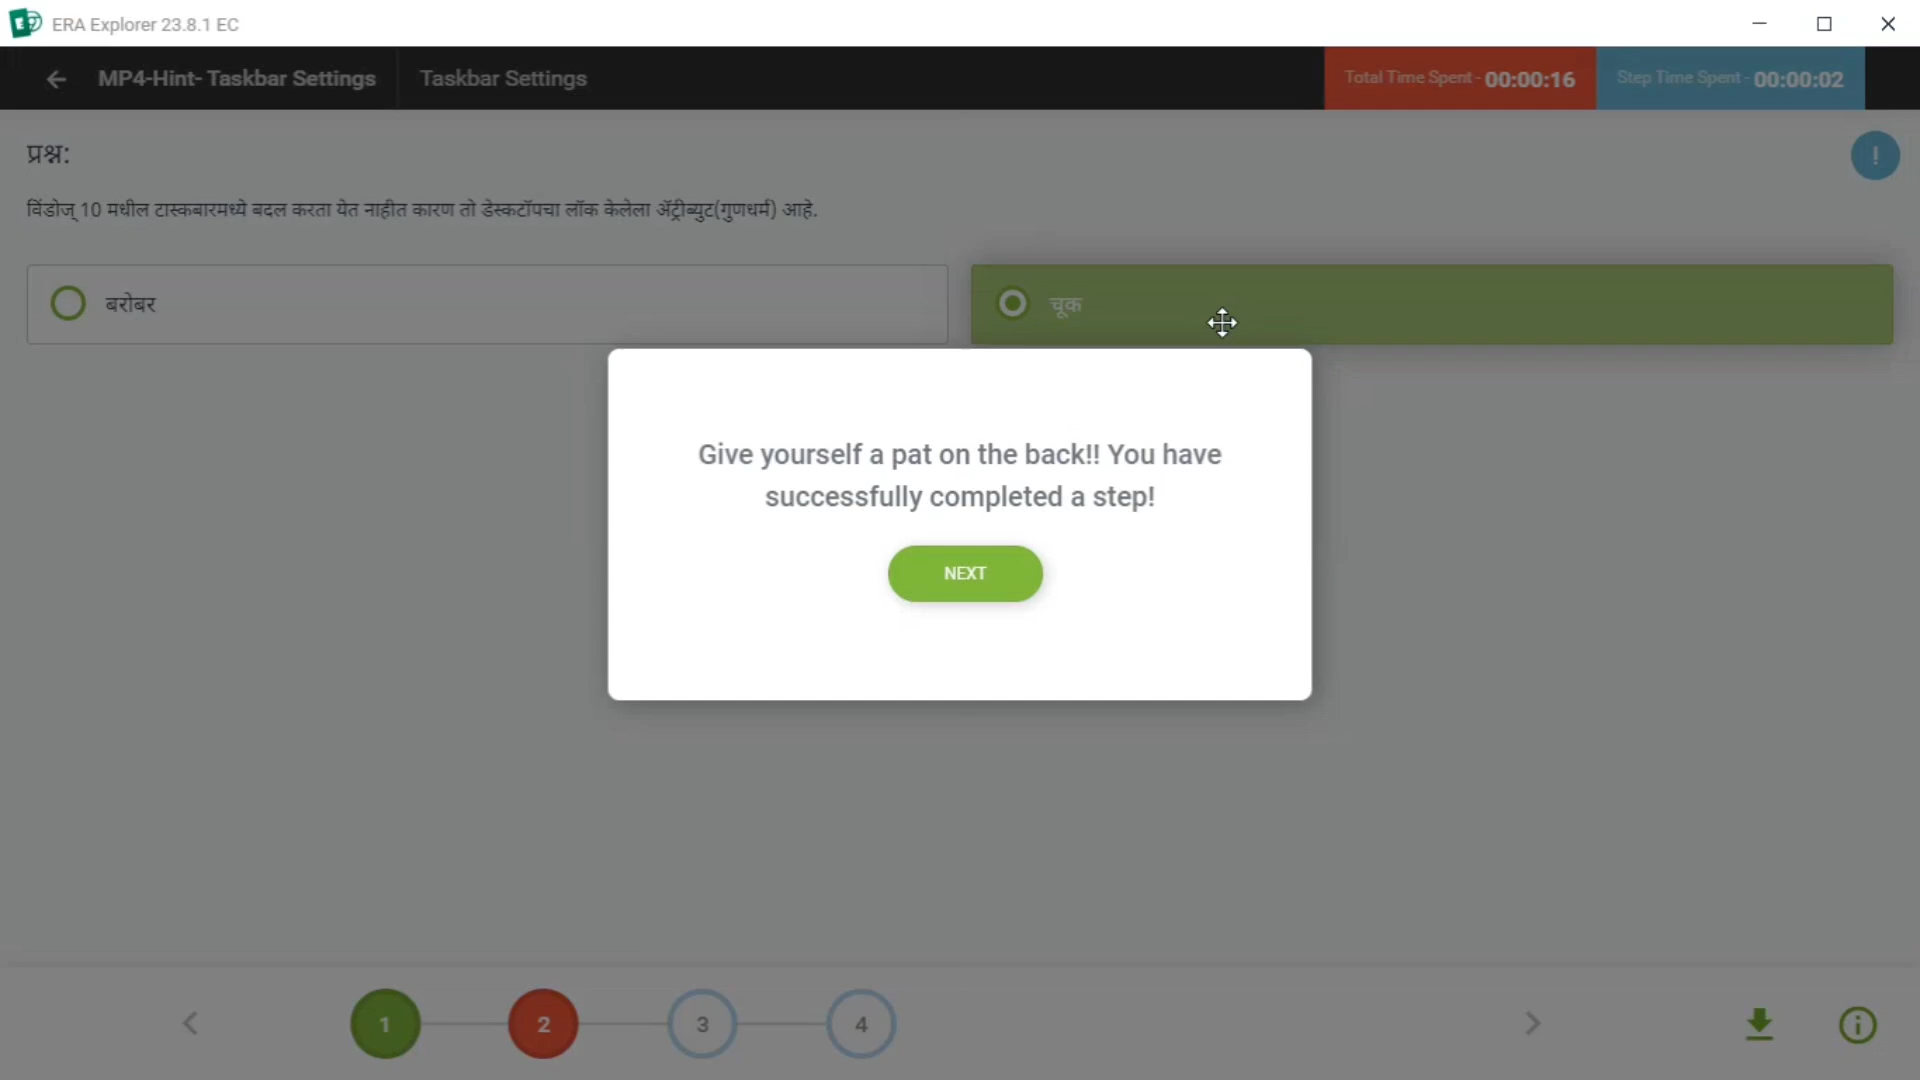 ERA Explorer 23.8.1 EC
MP4-Hint- Taskbar Settings
Taskbar Settings
Total Time Spent - 00:00:16
Step Time Spent - 00:00:02
प्रश्न:
!
विंडोज् 10 मधील टास्कबारमध्ये बदल करता येत नाहीत कारण तो डेस्कटॉपचा लॉक केलेला ॲट्रीब्युट(गुणधर्म) आहे.
बरोबर
चूक
Give yourself a pat on the back!! You have
successfully completed a step!
NEXT
1
2
3
4